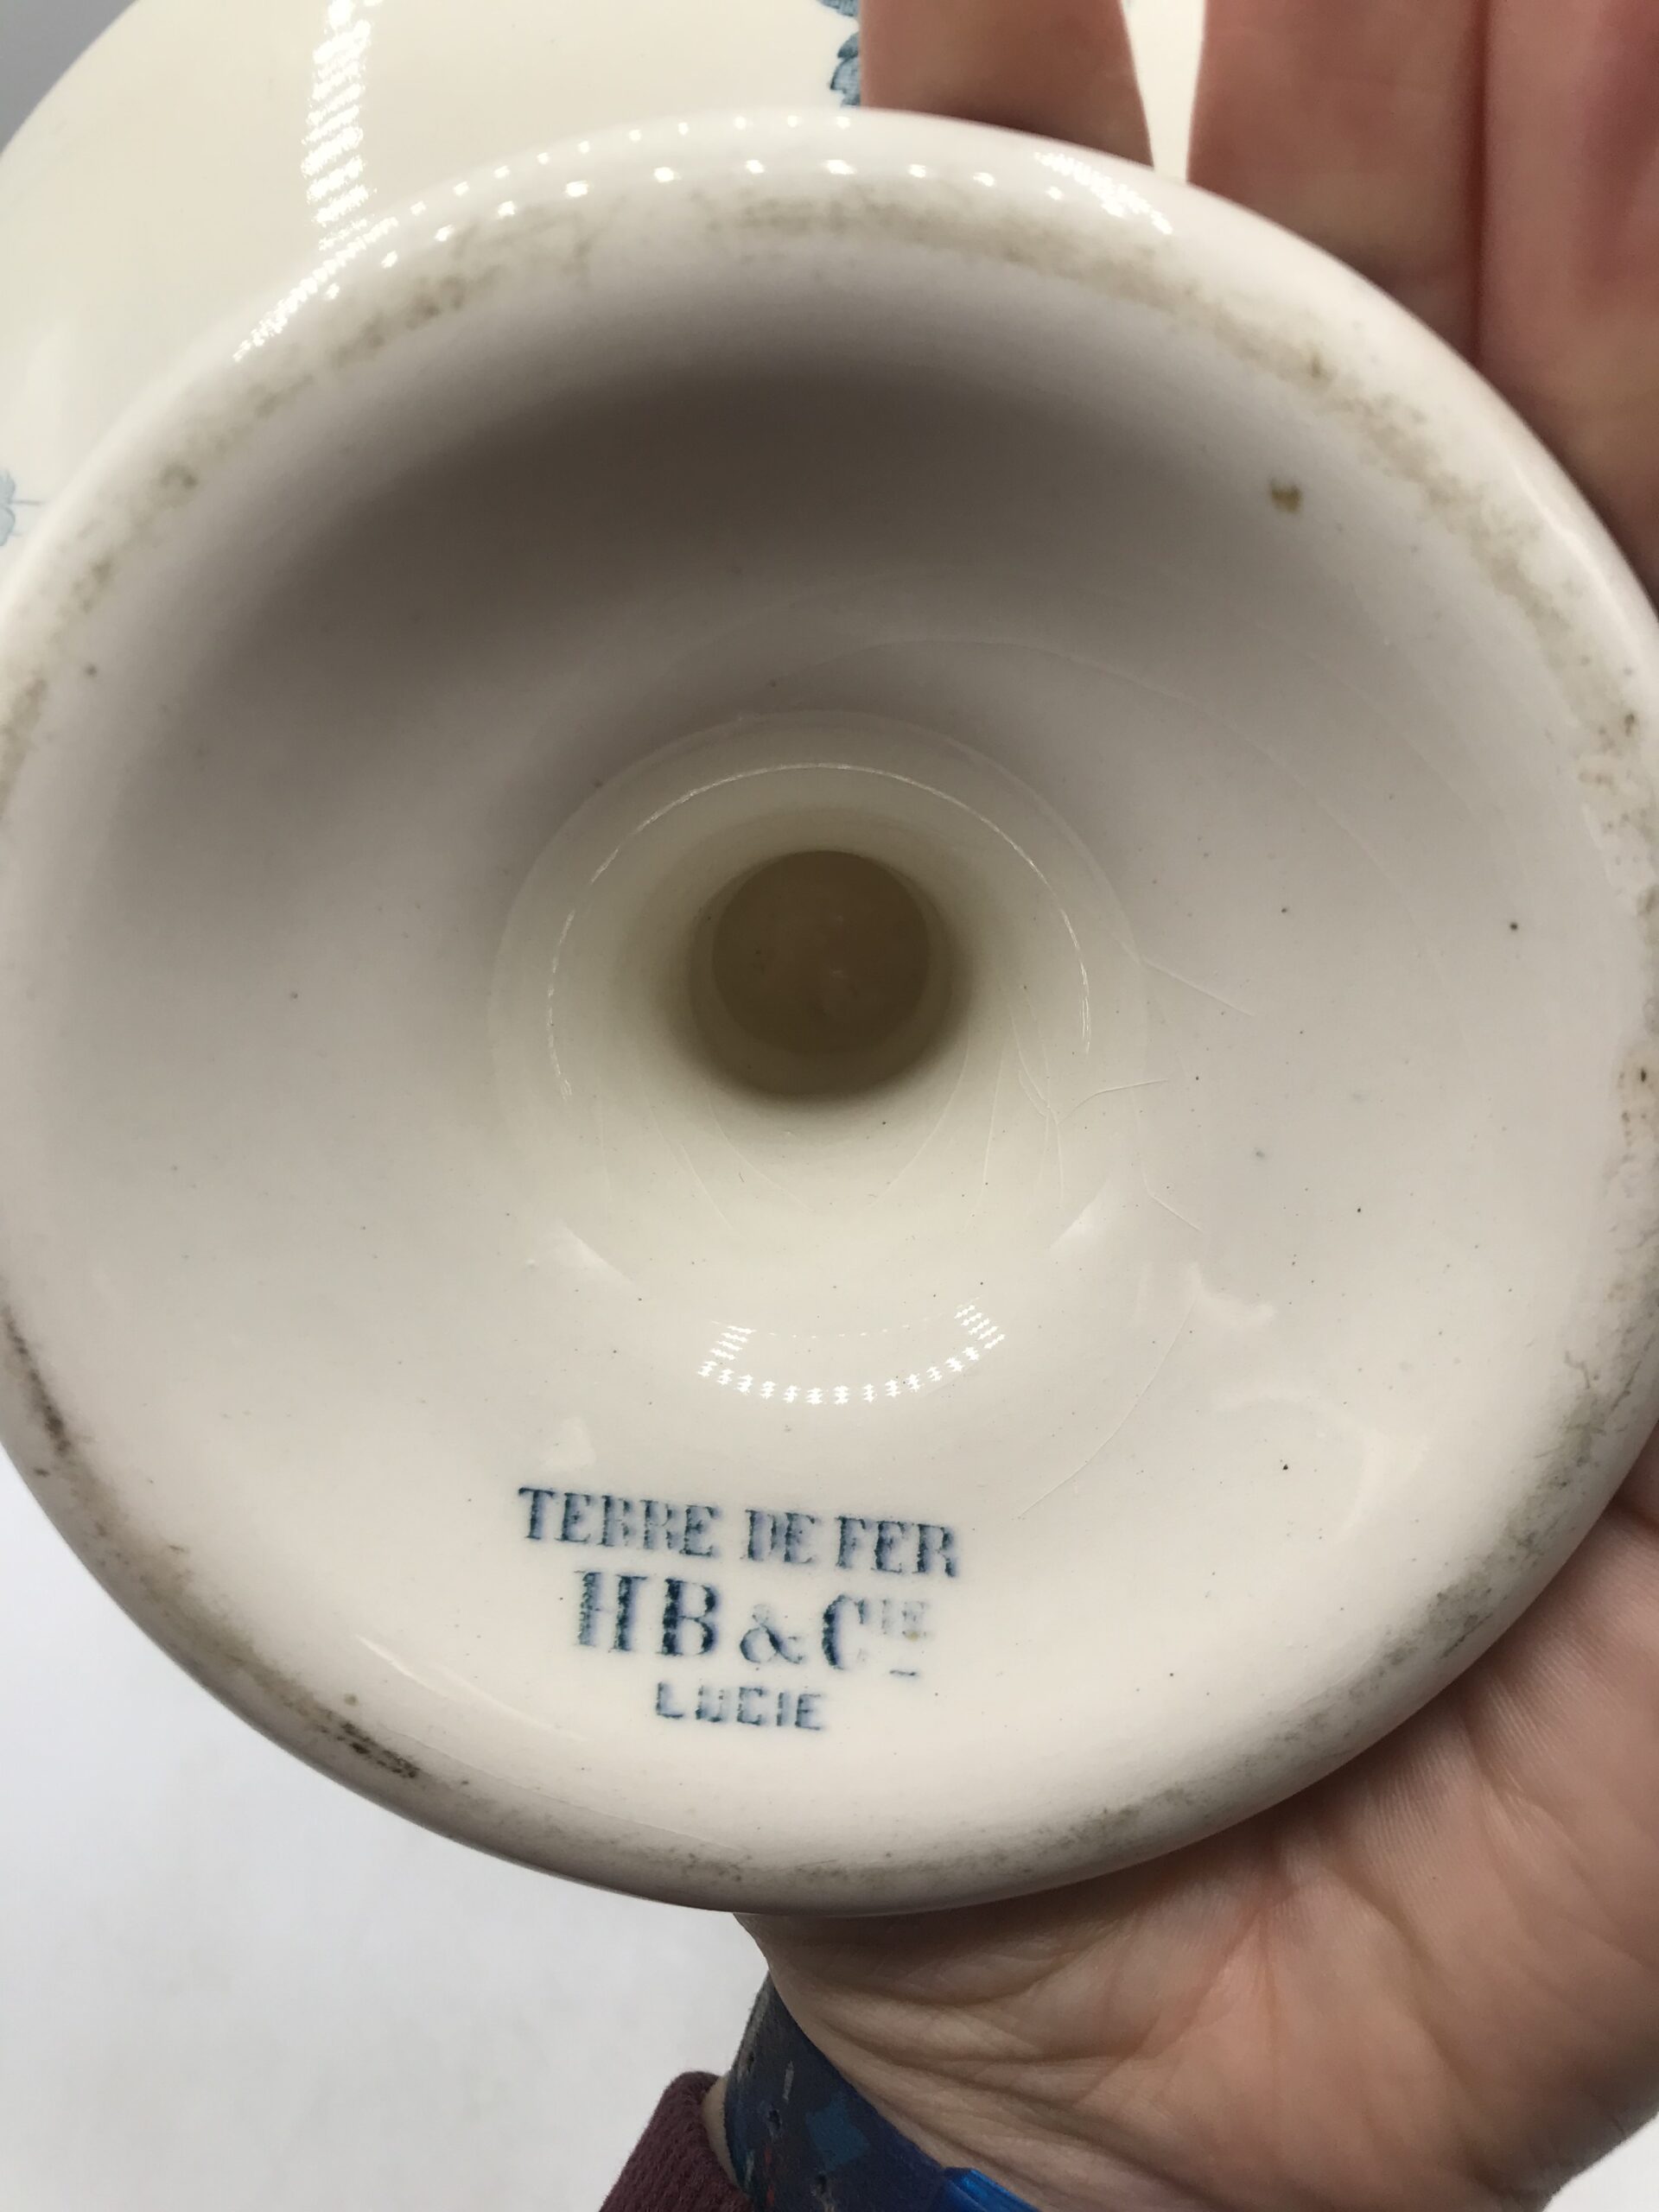 TERRE DE FER
HB & CIE
LUCIE